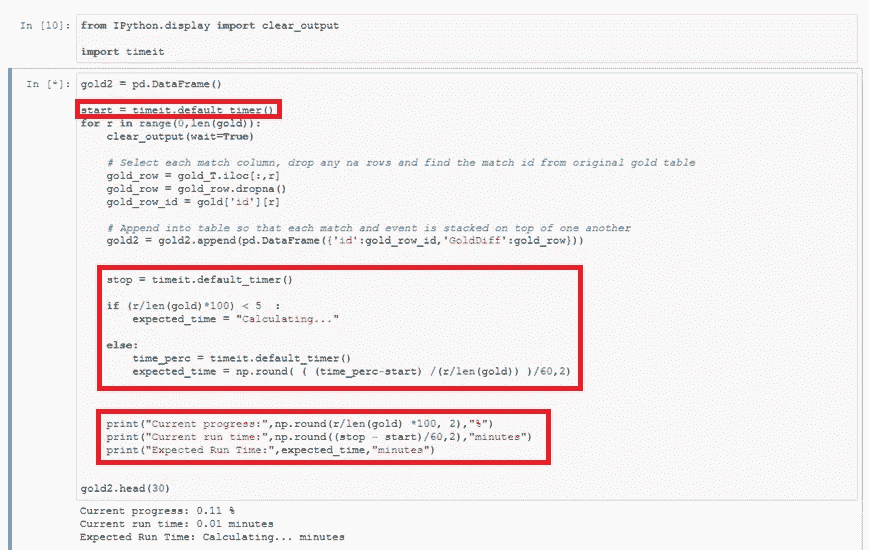 In [10]: from IPython.display import clear_output
import timeit
In [*]: gold2 = pd.DataFrame()
start = timeit.default_timer()
for r in range(0,len(gold)):
clear_output(wait=True)
# Select each match column, drop any na rows and find the match id from original gold table
gold_row = gold_T.iloc[:,r]
gold_row = gold_row.dropna()
gold_row_id = gold['id'][r]
# Append into table so that each match and event is stacked on top of one another
gold2 = gold2.append(pd.DataFrame({'id':gold_row_id,'GoldDiff':gold_row}))
stop = timeit.default_timer()
if (r/len(gold)*100) < 5 :
expected_time = "Calculating..."
else:
time_perc = timeit.default_timer()
expected_time = np.round( ( (time_perc-start) /(r/len(gold)) )/60,2)
print("Current progress:",np.round(r/len(gold) *100, 2),"%")
print("Current run time:",np.round((stop - start)/60,2),"minutes")
print("Expected Run Time:",expected_time,"minutes")
gold2.head(30)
Current progress: 0.11 %
Current run time: 0.01 minutes
Expected Run Time: Calculating... minutes